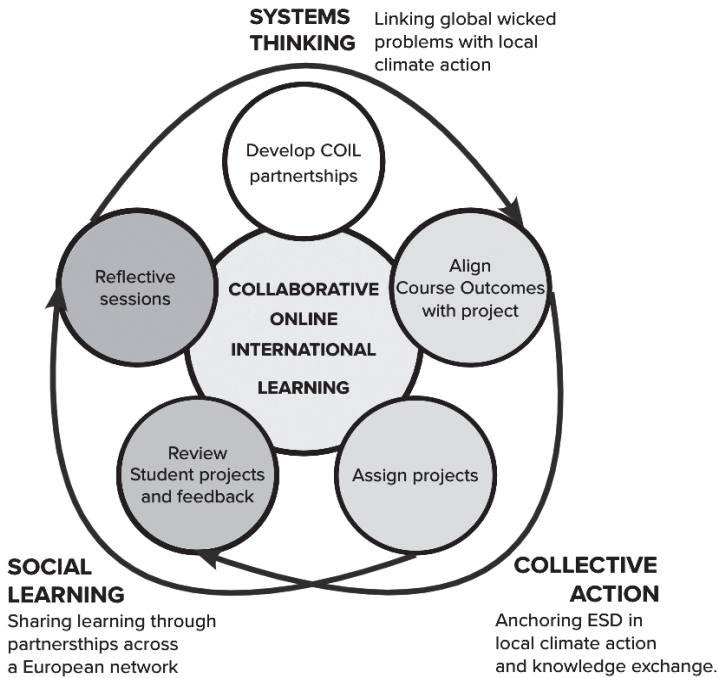 SYSTEMS
THINKING
Linking global wicked
problems with local
climate action
Develop COIL
partnertships
Reflective
sessions
Align
Course Outcomes
with project
COLLABORATIVE
ONLINE
INTERNATIONAL
LEARNING
Review
Student projects
and feedback
Assign projects
SOCIAL
LEARNING
Sharing learning through
partnerthips across
a European network
COLLECTIVE
ACTION
Anchoring ESD in
local climate action
and knowledge exchange.